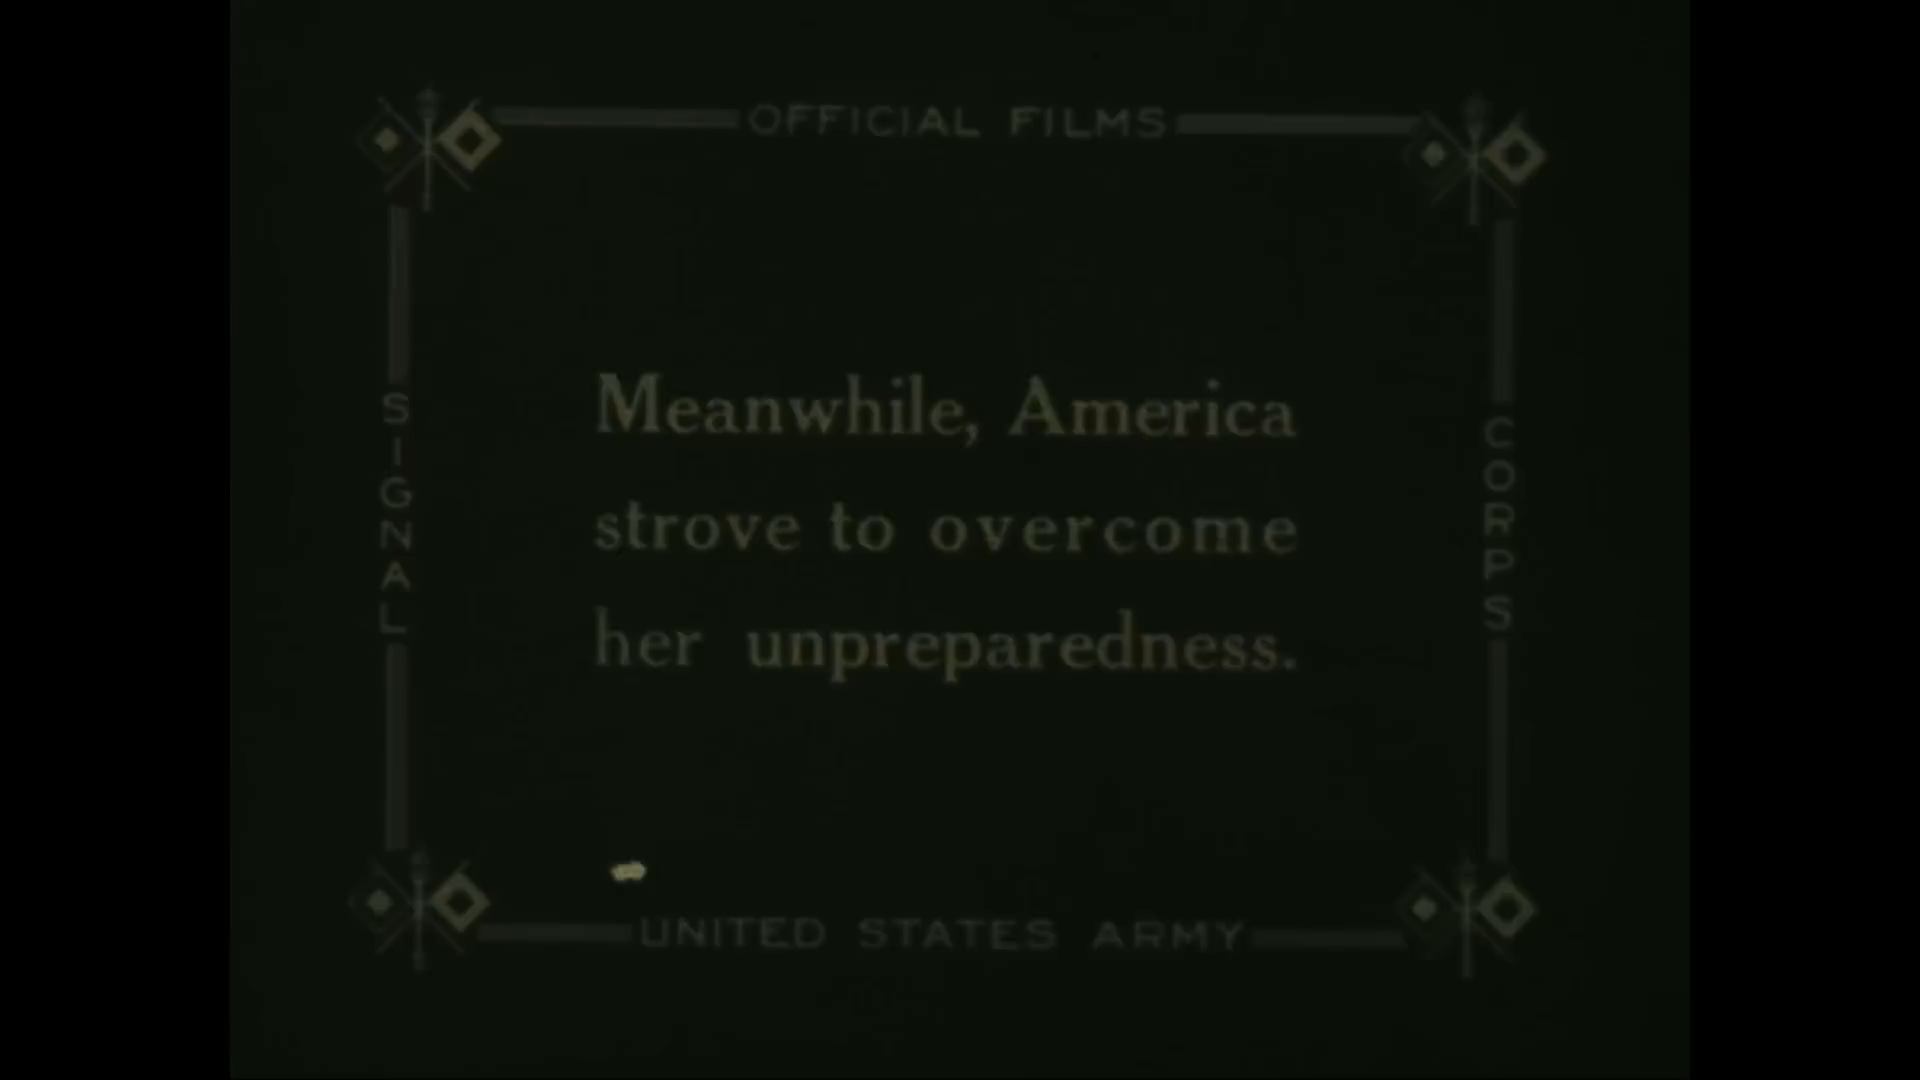 OFFICIAL FILMS
SIGNAL
CORPS
Meanwhile, America
strove to overcome
her unpreparedness.
UNITED STATES ARMY